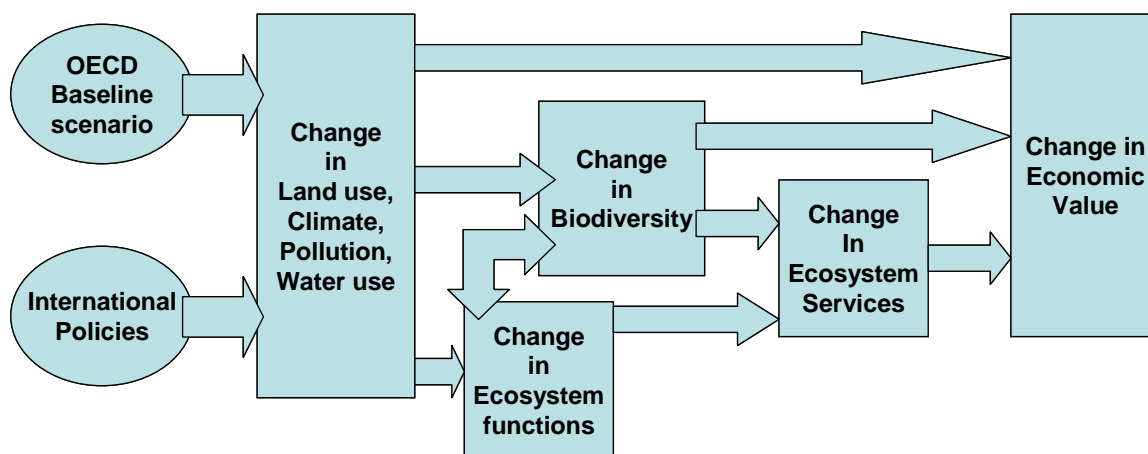 OECD
Baseline
scenario
International
Policies
Change
in
Land use,
Climate,
Pollution,
Water use
Change
in
Biodiversity
Change
in
Ecosystem
functions
Change
In
Ecosystem
Services
Change in
Economic
Value